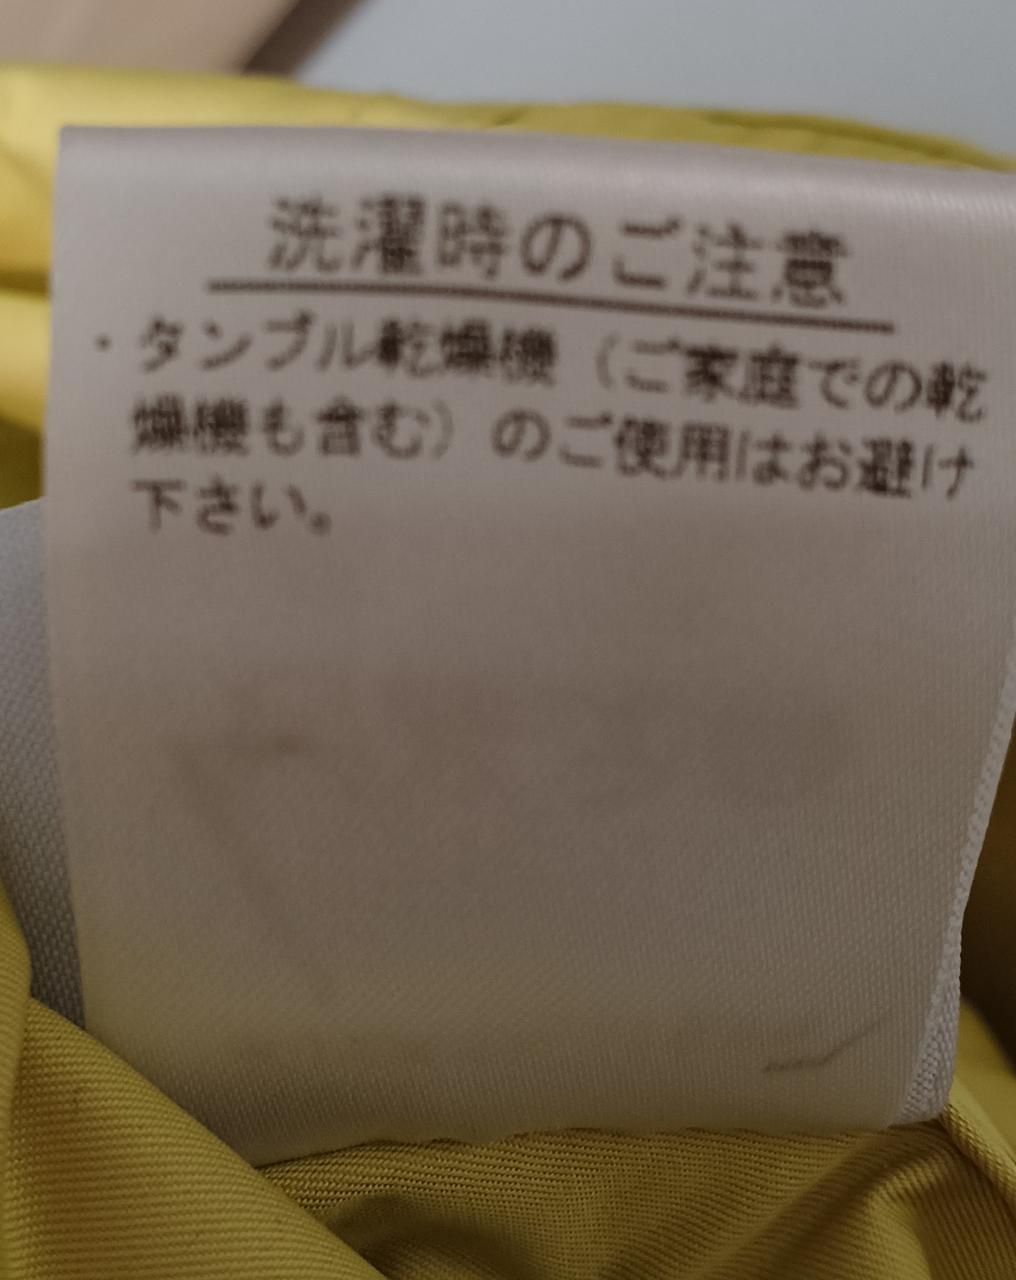 洗濯時のご注意
・タンブル乾燥機（ご家庭での乾
燥機も含む）のご使用はお避け
下さい。